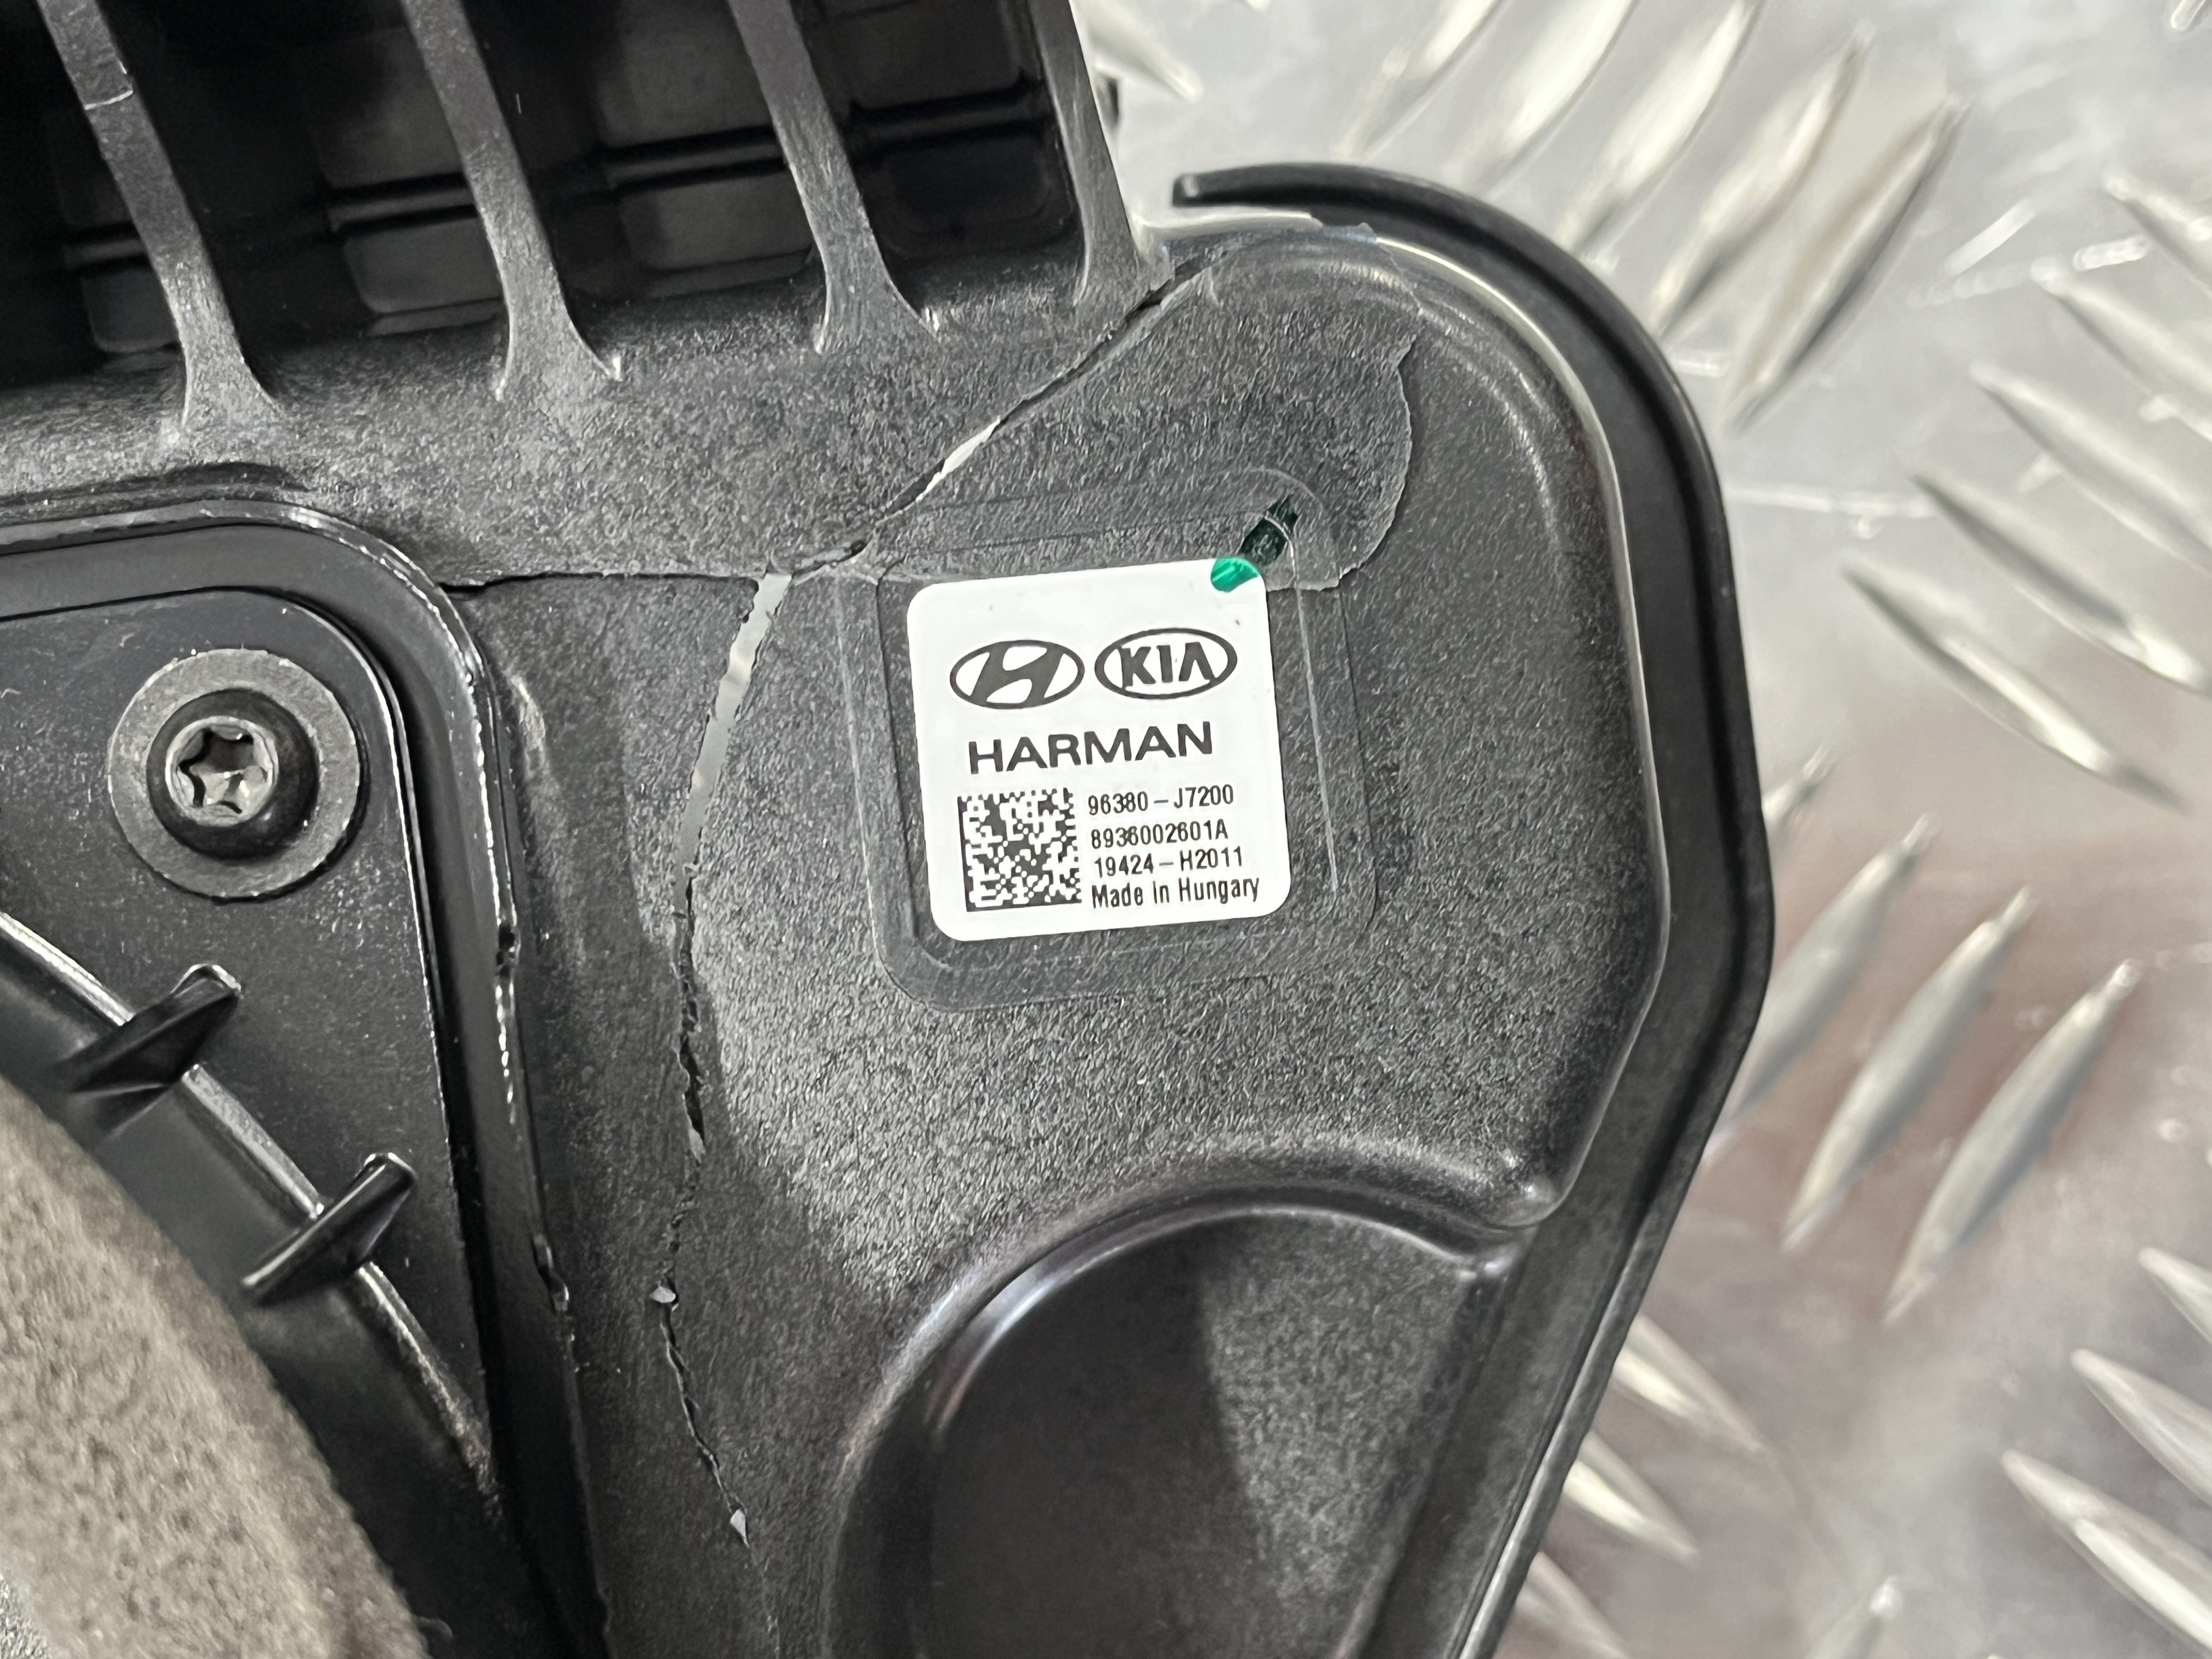 KIA
HARMAN
96380-J7200
8936002601A
19424-H2011
Made in Hungary